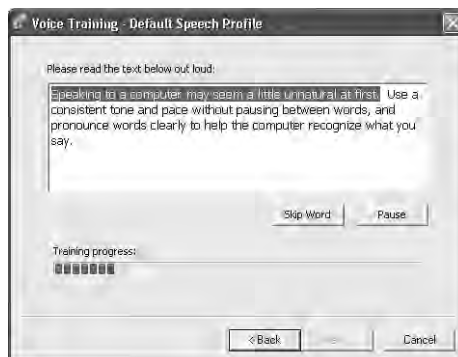 Voice Training - Default Speech Profile
Please read the text below out loud:
Speaking to a computer may seem a little unnatural at first. Use a
consistent tone and pace without pausing between words, and
pronounce words clearly to help the computer recognize what you
say.
Skip Word Pause
Training progress:
< Back Cancel